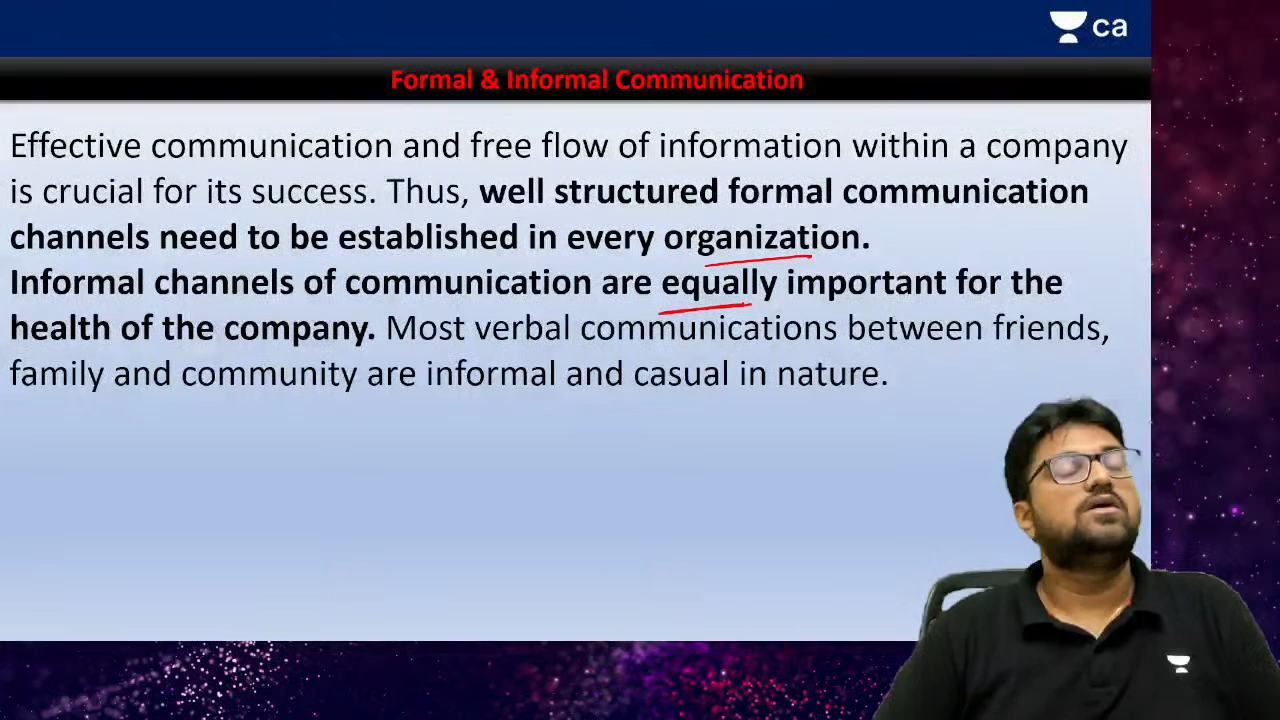 ca
Formal & Informal Communication
Effective communication and free flow of information within a company
is crucial for its success. Thus, well structured formal communication
channels need to be established in every organization.
Informal channels of communication are equally important for the
health of the company. Most verbal communications between friends,
family and community are informal and casual in nature.